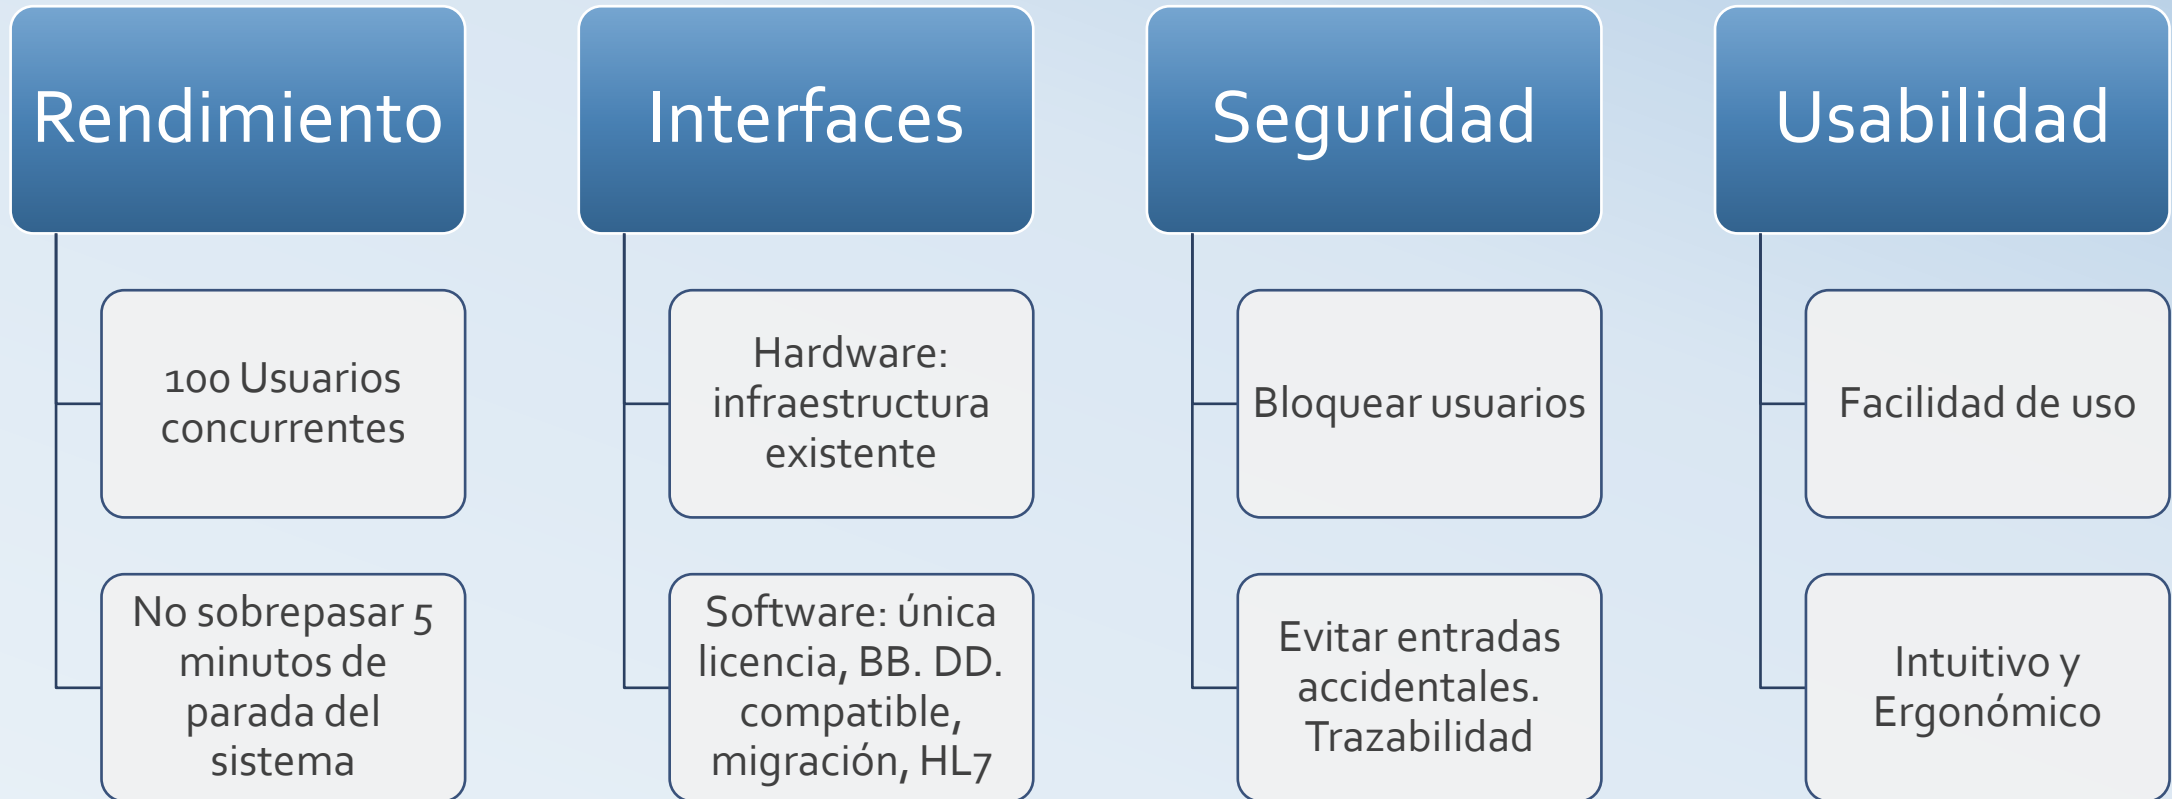 Rendimiento
100 Usuarios
concurrentes
No sobrepasar 5
minutos de
parada del
sistema
Interfaces
Hardware:
infraestructura
existente
Software: única
licencia, BB. DD.
compatible,
migración, HL7
Seguridad
Bloquear usuarios
Evitar entradas
accidentales.
Trazabilidad
Usabilidad
Facilidad de uso
Intuitivo y
Ergonómico